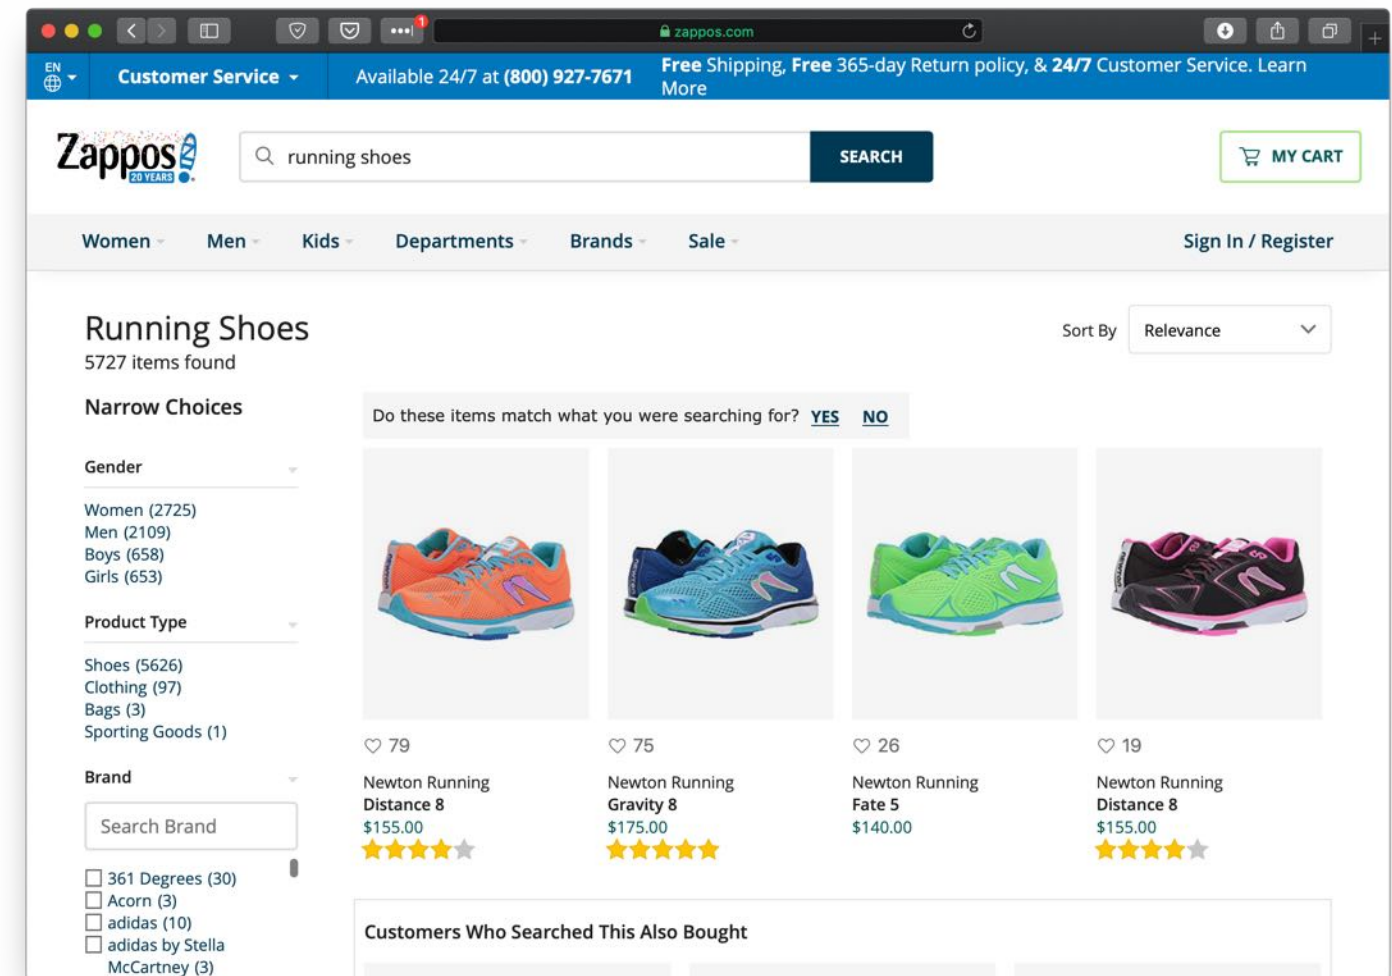 1
zappos.com
EN
Customer Service
Available 24/7 at (800) 927-7671
Free Shipping, Free 365-day Return policy, & 24/7 Customer Service. Learn
More
Zappos
20 YEARS
running shoes
SEARCH
MY CART
Women
Men
Kids
Departments
Brands
Sale
Sign In / Register
Running Shoes
5727 items found
Sort By
Relevance
Narrow Choices
Do these items match what you were searching for? YES NO
Gender
Women (2725)
Men (2109)
Boys (658)
Girls (653)
Product Type
Shoes (5626)
Clothing (97)
Bags (3)
Sporting Goods (1)
Brand
Search Brand
361 Degrees (30)
Acorn (3)
adidas (10)
adidas by Stella
McCartney (3)
79
Newton Running
Distance 8
$155.00
75
Newton Running
Gravity 8
$175.00
26
Newton Running
Fate 5
$140.00
19
Newton Running
Distance 8
$155.00
Customers Who Searched This Also Bought